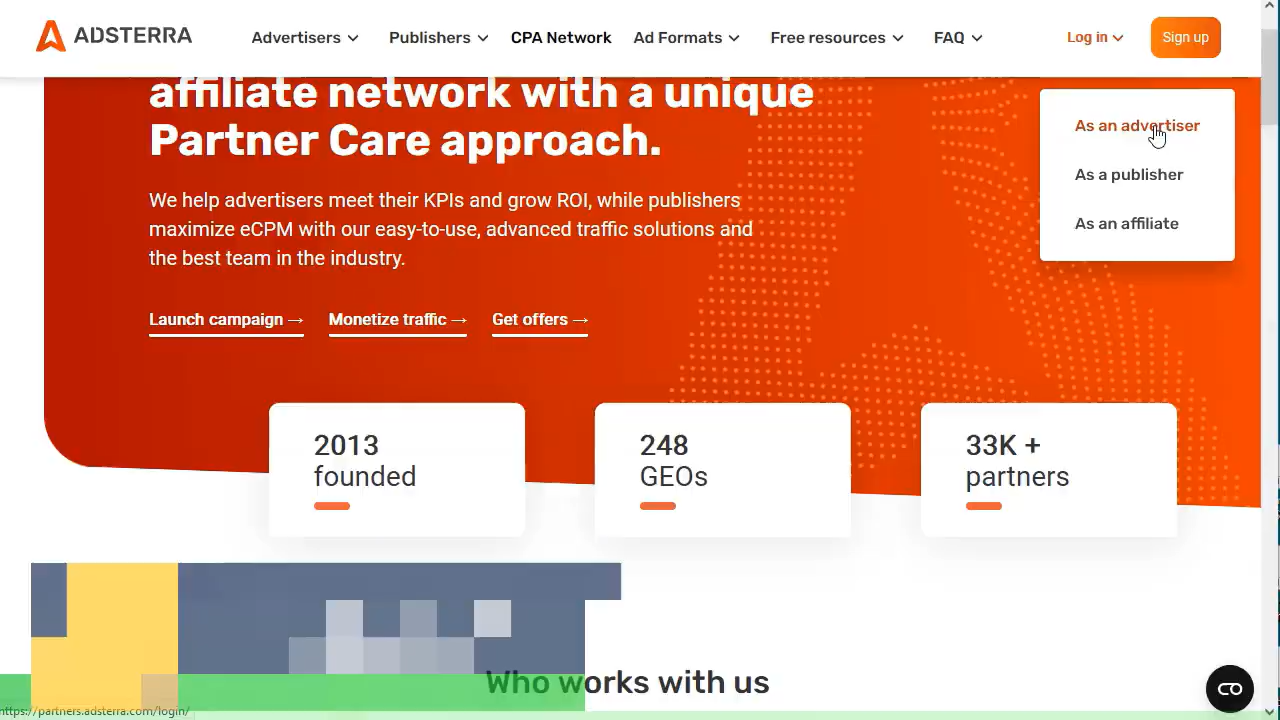 ADSTERRA
Advertisers
Publishers
CPA Network
Ad Formats
Free resources
FAQ
Log in
Sign up
affiliate network with a unique
Partner Care approach.
We help advertisers meet their KPIs and grow ROI, while publishers
maximize eCPM with our easy-to-use, advanced traffic solutions and
the best team in the industry.
Launch campaign →
Monetize traffic →
Get offers →
As an advertiser
As a publisher
As an affiliate
2013
founded
248
GEOs
33K +
partners
Who works with us
https://partners.adsterra.com/login/